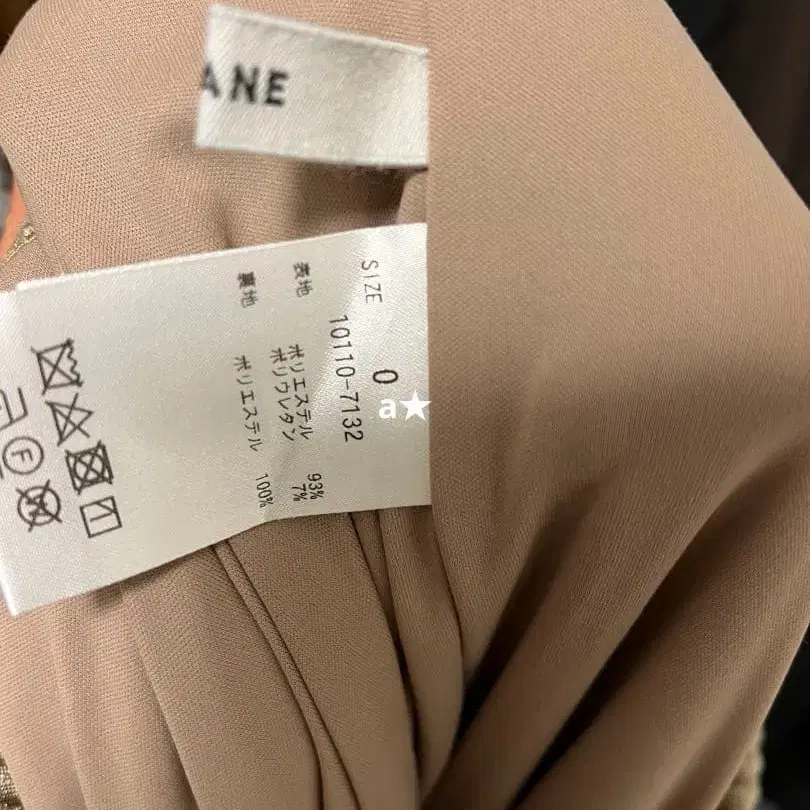 ANE
SIZE 0
10110-7132
表地 ポリエステル 93%
ポリウレタン 7%
裏地 ポリエステル 100%
F
W
a★